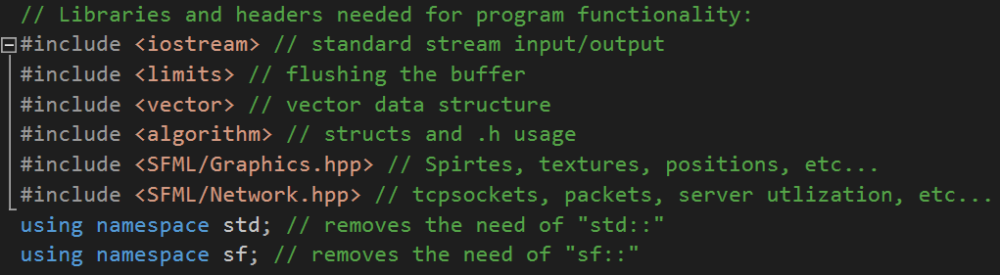 // Libraries and headers needed for program functionality:
#include <iostream> // standard stream input/output
#include <limits> // flushing the buffer
#include <vector> // vector data structure
#include <algorithm> // structs and .h usage
#include <SFML/Graphics.hpp> // Spirtes, textures, positions, etc...
#include <SFML/Network.hpp> // tcpsockets, packets, server utlization, etc...
using namespace std; // removes the need of "std::"
using namespace sf; // removes the need of "sf::"